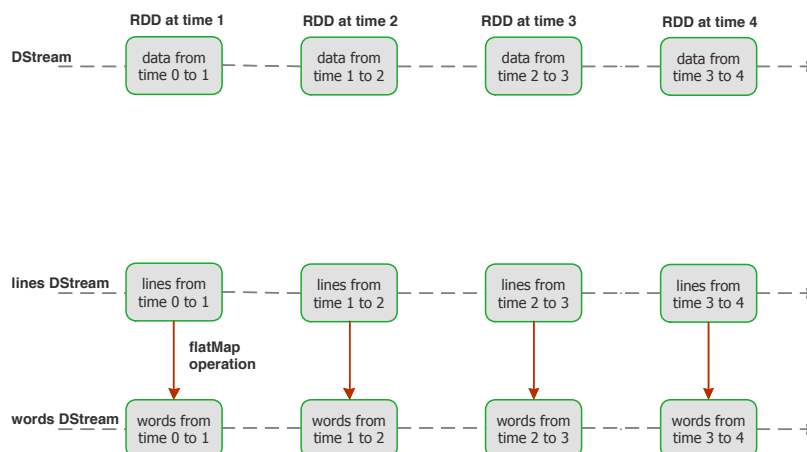 RDD at time 1 RDD at time 2 RDD at time 3 RDD at time 4
DStream
data from data from data from data from
time 0 to 1 time 1 to 2 time 2 to 3 time 3 to 4
lines DStream
lines from lines from lines from lines from
time 0 to 1 time 1 to 2 time 2 to 3 time 3 to 4
flatMap
operation
words DStream
words from words from words from words from
time 0 to 1 time 1 to 2 time 2 to 3 time 3 to 4